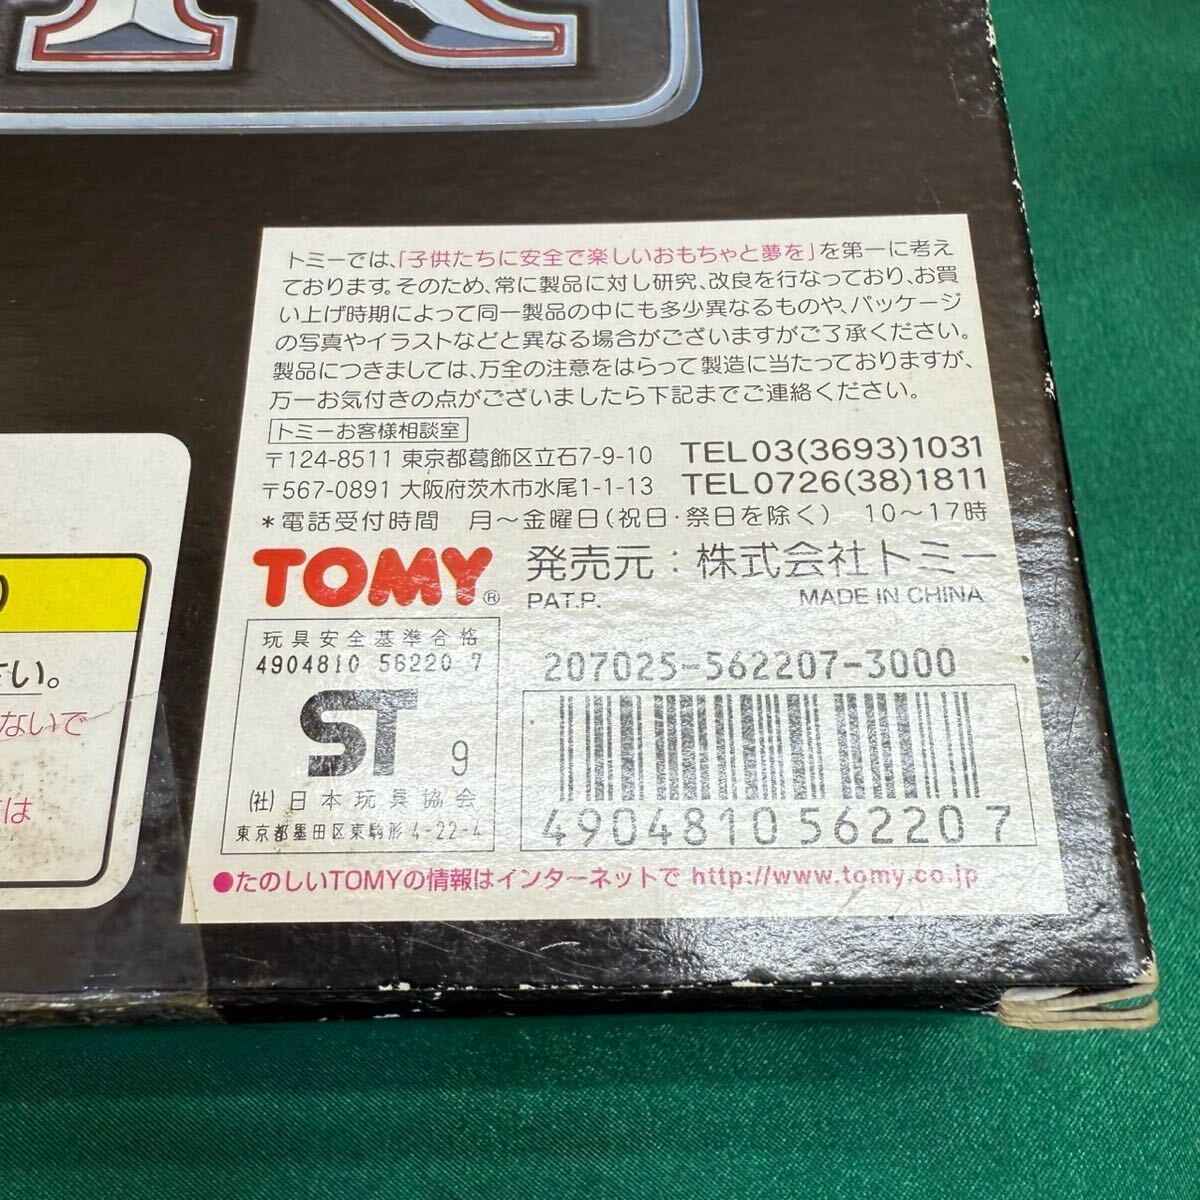 R
トミーでは、「子供たちに安全で楽しいおもちゃと夢を」を第一に考え
ております。そのため、常に製品に対し研究、改良を行なっており、お買
い上げ時期によって同一製品の中にも多少異なるものや、パッケージ
の写真やイラストなどと異なる場合がございますがご了承ください。
製品につきましては、万全の注意をはらって製造に当たっておりますが、
万一お気付きの点がございましたら下記までご連絡ください。
トミーお客様相談室
〒124-8511 東京都葛飾区立石7-9-10 TEL03(3693)1031
〒567-0891 大阪府茨木市水尾1-1-13 TEL0726(38)1811
*電話受付時間 月〜金曜日(祝日・祭日を除く) 10〜17時
TOMY® 発売元:株式会社トミー
PAT.P. MADE IN CHINA
玩具安全基準合格
4904810 56220 7
ST 9
(社)日本玩具協会
東京都墨田区東駒形 4-22-4
207025-562207-3000
4904810 562207
●たのしいTOMYの情報はインターネットで http://www.tomy.co.jp
さい。
ないで
は